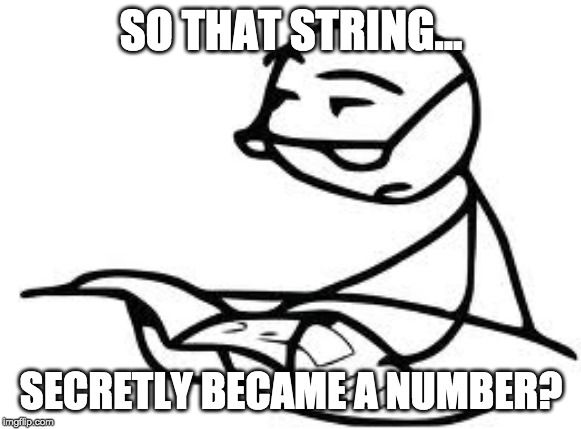 SO THAT STRING...
SECRETLY BECAME A NUMBER?
imgflip.com